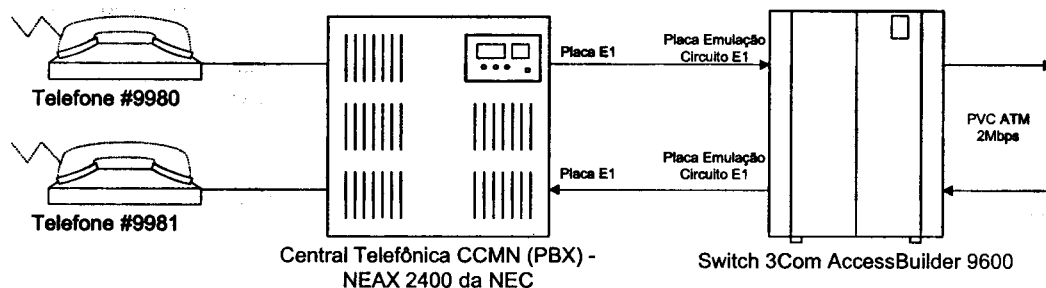 Telefone #9980
Telefone #9981
Placa E1
Placa Emulação
Circuito E1
Placa E1
Placa Emulação
Circuito E1
PVC ATM
2Mbps
Central Telefônica CCMN (PBX) -
NEAX 2400 da NEC
Switch 3Com AccessBuilder 9600